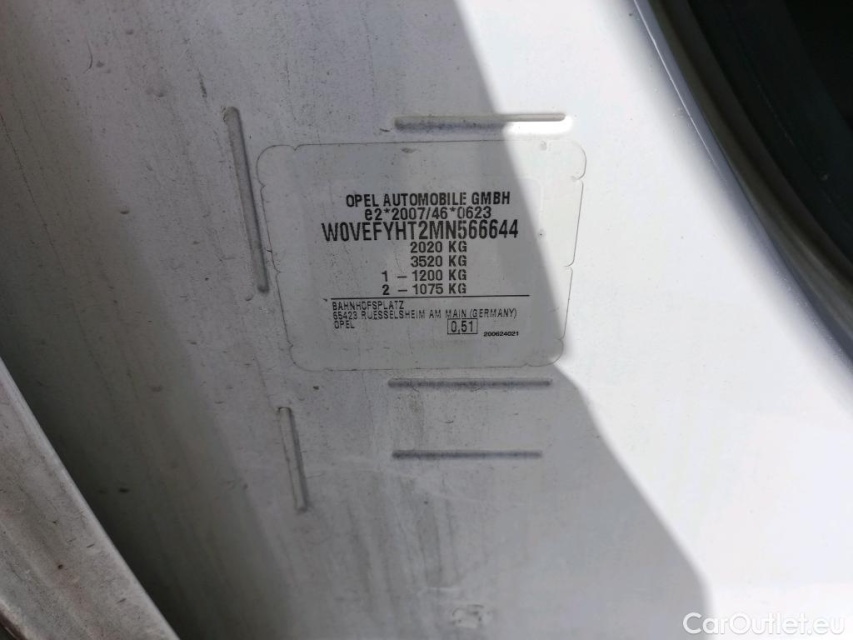 OPEL AUTOMOBILE GMBH
e2*2007/46*0623
W0VEFYHT2MN566644
2020 KG
3520 KG
1 - 1200 KG
2 - 1075 KG
BAHNHOFSPLATZ
65423 RUESSELSHEIM AM MAIN (GERMANY)
OPEL
0,51
200624021
CarOutlet.eu